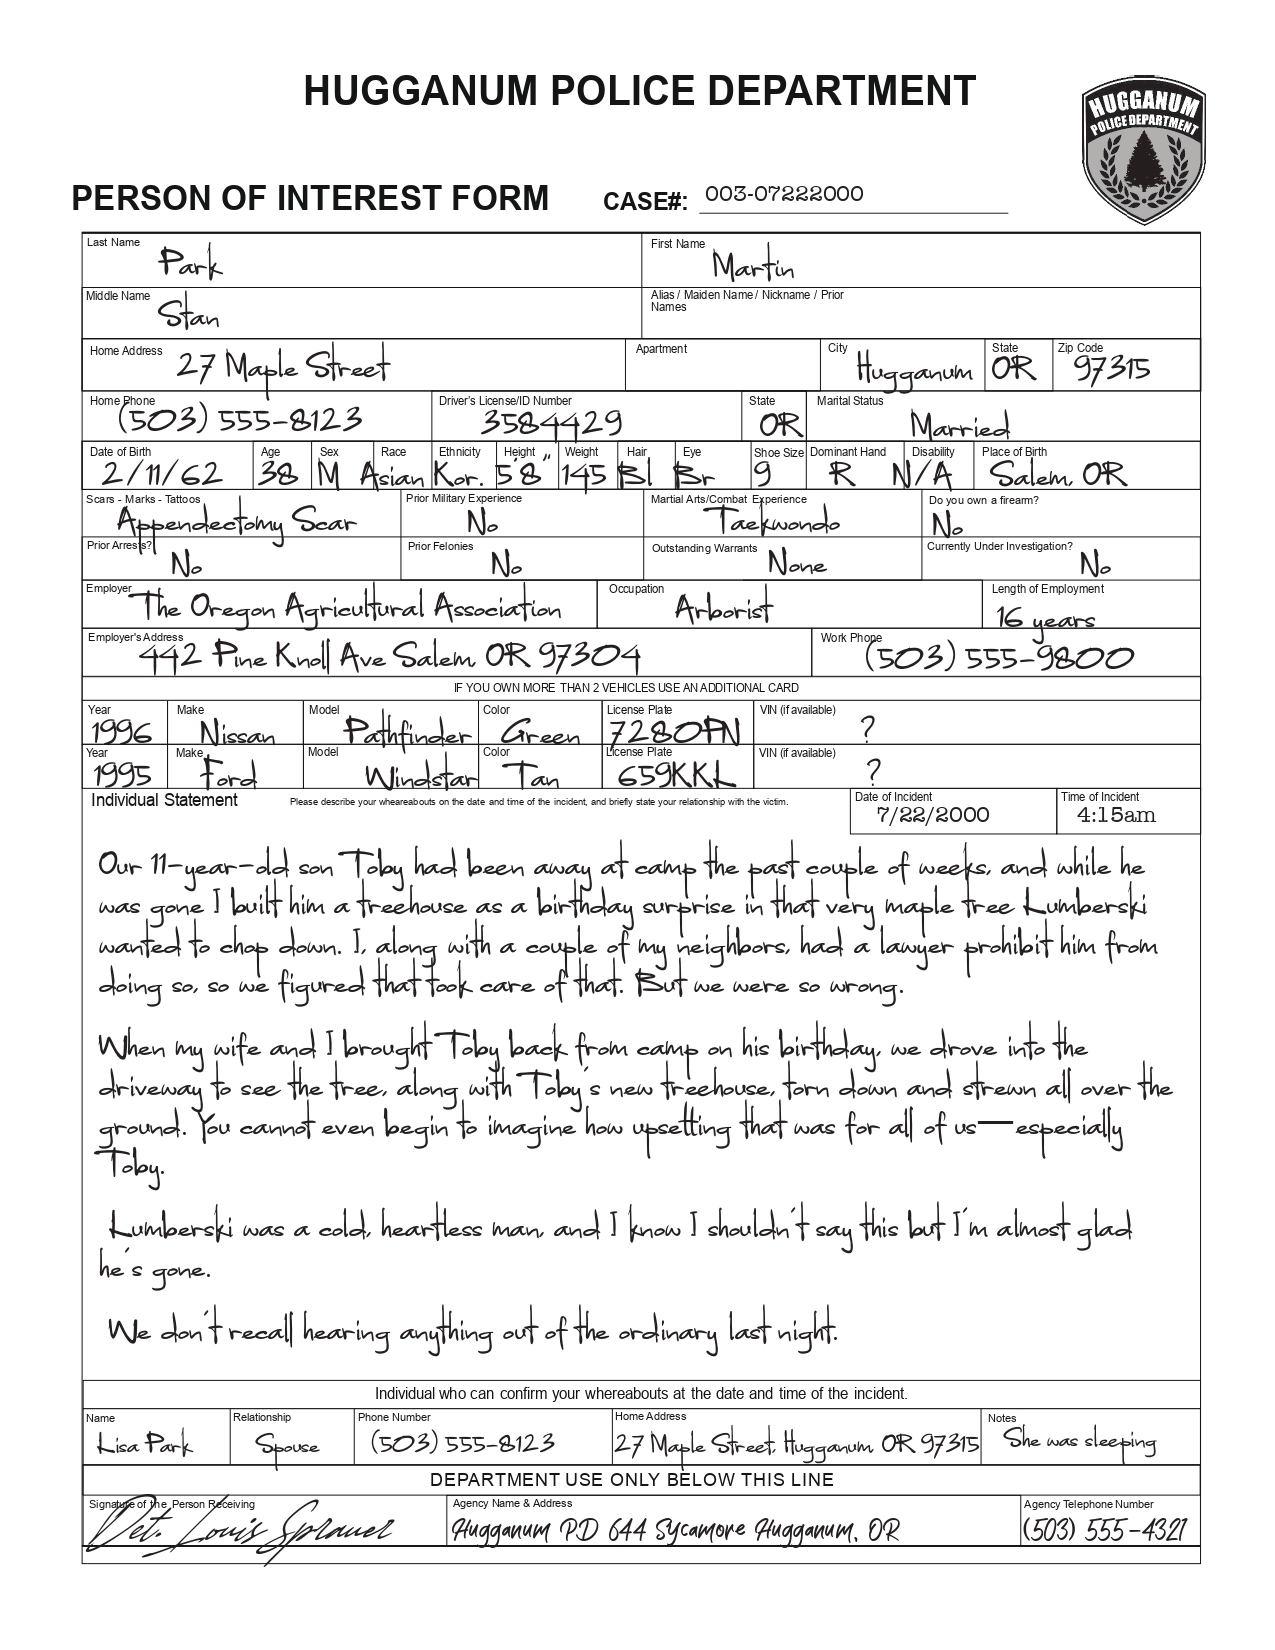 HUGGANUM POLICE DEPARTMENT
HUGGANUM
POLICE DEPARTMENT
PERSON OF INTEREST FORM CASE#: 003-07222000
Last Name Park First Name Martin
Middle Name Stan Alias / Maiden Name / Nickname / Prior
Names
Home Address 27 Maple Street Apartment City Hugganum State OR Zip Code 97315
Home Phone (503) 555-8123 Driver's License/ID Number 3584429 State OR Marital Status Married
Date of Birth 2/11/62 Age 38 Sex M Race Asian Ethnicity Kor. Height 5'8" Weight 145 Hair Bl Eye Br Shoe Size 9 Dominant Hand R Disability N/A Place of Birth Salem, OR
Scars - Marks - Tattoos Appendectomy Scar Prior Military Experience No Martial Arts/Combat Experience Taekwondo Do you own a firearm? No
Prior Arrests? No Prior Felonies No Outstanding Warrants None Currently Under Investigation? No
Employer The Oregon Agricultural Association Occupation Arborist Length of Employment 16 years
Employer's Address 442 Pine Knoll Ave Salem, OR 97304 Work Phone (503) 555-9800
IF YOU OWN MORE THAN 2 VEHICLES USE AN ADDITIONAL CARD
Year 1996 Make Nissan Model Pathfinder Color Green License Plate 7280PN VIN (if available) ?
Year 1995 Make Ford Model Windstar Color Tan License Plate 659KKL VIN (if available) ?
Individual Statement Please describe your wheareabouts on the date and time of the incident, and briefly state your relationship with the victim. Date of Incident 7/22/2000 Time of Incident 4:15am
Our 11-year-old son Toby had been away at camp the past couple of weeks, and while he
was gone I built him a treehouse as a birthday surprise in that very maple tree Lumberski
wanted to chop down. I, along with a couple of my neighbors, had a lawyer prohibit him from
doing so, so we figured that took care of that. But we were so wrong.
When my wife and I brought Toby back from camp on his birthday, we drove into the
driveway to see the tree, along with Toby's new treehouse, torn down and strewn all over the
ground. You cannot even begin to imagine how upsetting that was for all of us—especially
Toby.
Lumberski was a cold, heartless man, and I know I shouldn't say this but I'm almost glad
he's gone.
We don't recall hearing anything out of the ordinary last night.
Individual who can confirm your whereabouts at the date and time of the incident.
Name Lisa Park Relationship Spouse Phone Number (503) 555-8123 Home Address 27 Maple Street, Hugganum, OR 97315 Notes She was sleeping
DEPARTMENT USE ONLY BELOW THIS LINE
Signature of the Person Receiving Det. Louis Sprauer Agency Name & Address Hugganum PD 644 Sycamore Hugganum, OR Agency Telephone Number (503) 555-4321